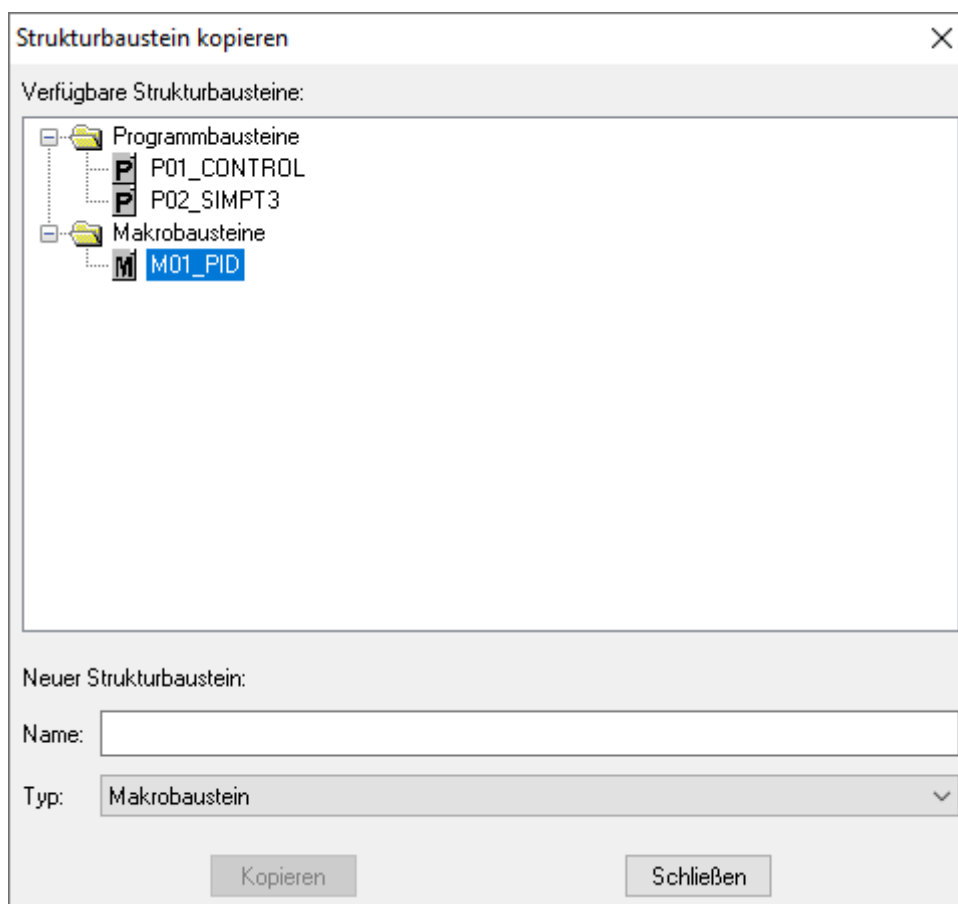 Strukturbaustein kopieren
Verfügbare Strukturbausteine:
Programmbausteine
P P01_CONTROL
P P02_SIMPT3
Makrobausteine
M M01_PID
Neuer Strukturbaustein:
Name:
Typ: Makrobaustein
Kopieren Schließen